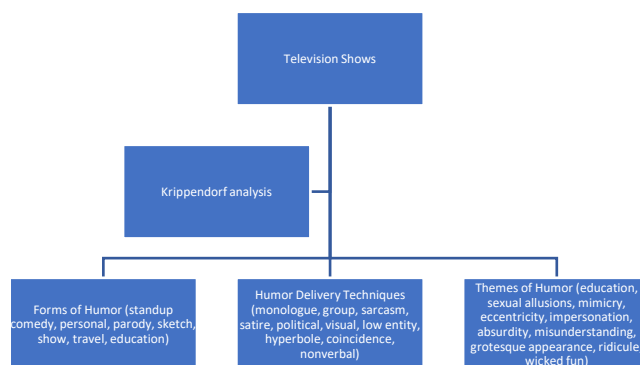 Television Shows
Krippendorf analysis
Forms of Humor (standup
comedy, personal, parody, sketch,
show, travel, education)
Humor Delivery Techniques
(monologue, group, sarcasm,
satire, political, visual, low entity,
hyperbole, coincidence,
nonverbal)
Themes of Humor (education,
sexual allusions, mimicry,
eccentricity, impersonation,
absurdity, misunderstanding,
grotesque appearance, ridicule,
wicked fun)